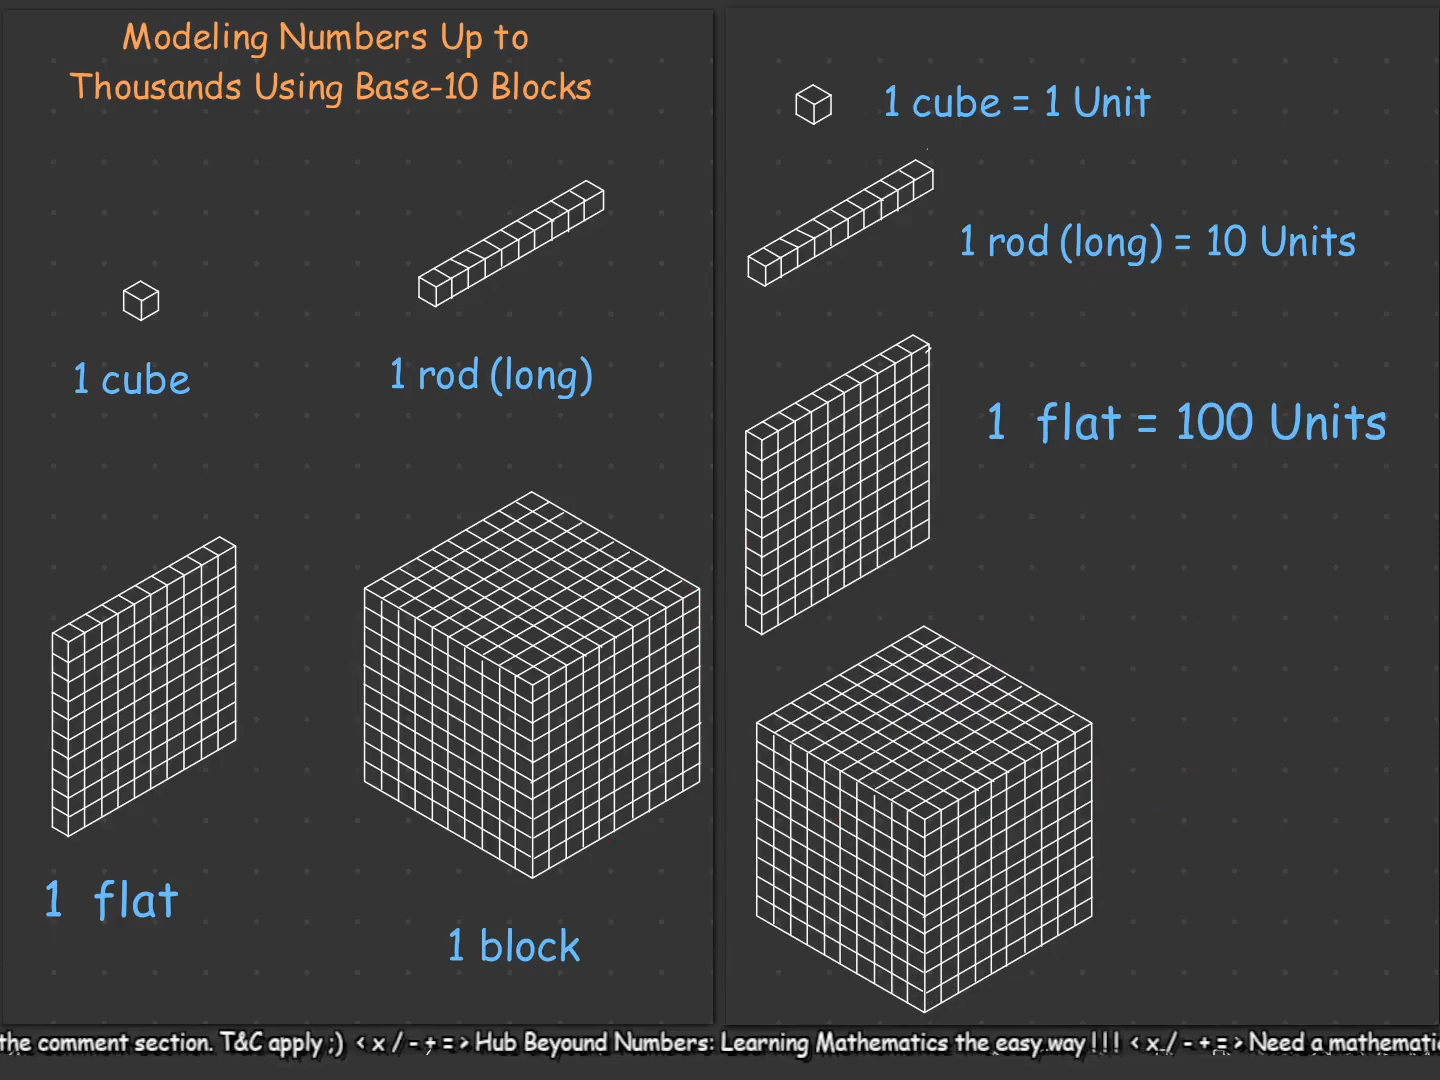 Modeling Numbers Up to
Thousands Using Base-10 Blocks
1 cube
1 rod (long)
1 flat
1 block
1 cube = 1 Unit
1 rod (long) = 10 Units
1 flat = 100 Units
the comment section. T&C apply ;) < x / - + = > Hub Beyound Numbers: Learning Mathematics the easy way ! ! ! < x / - + = > Need a mathemati